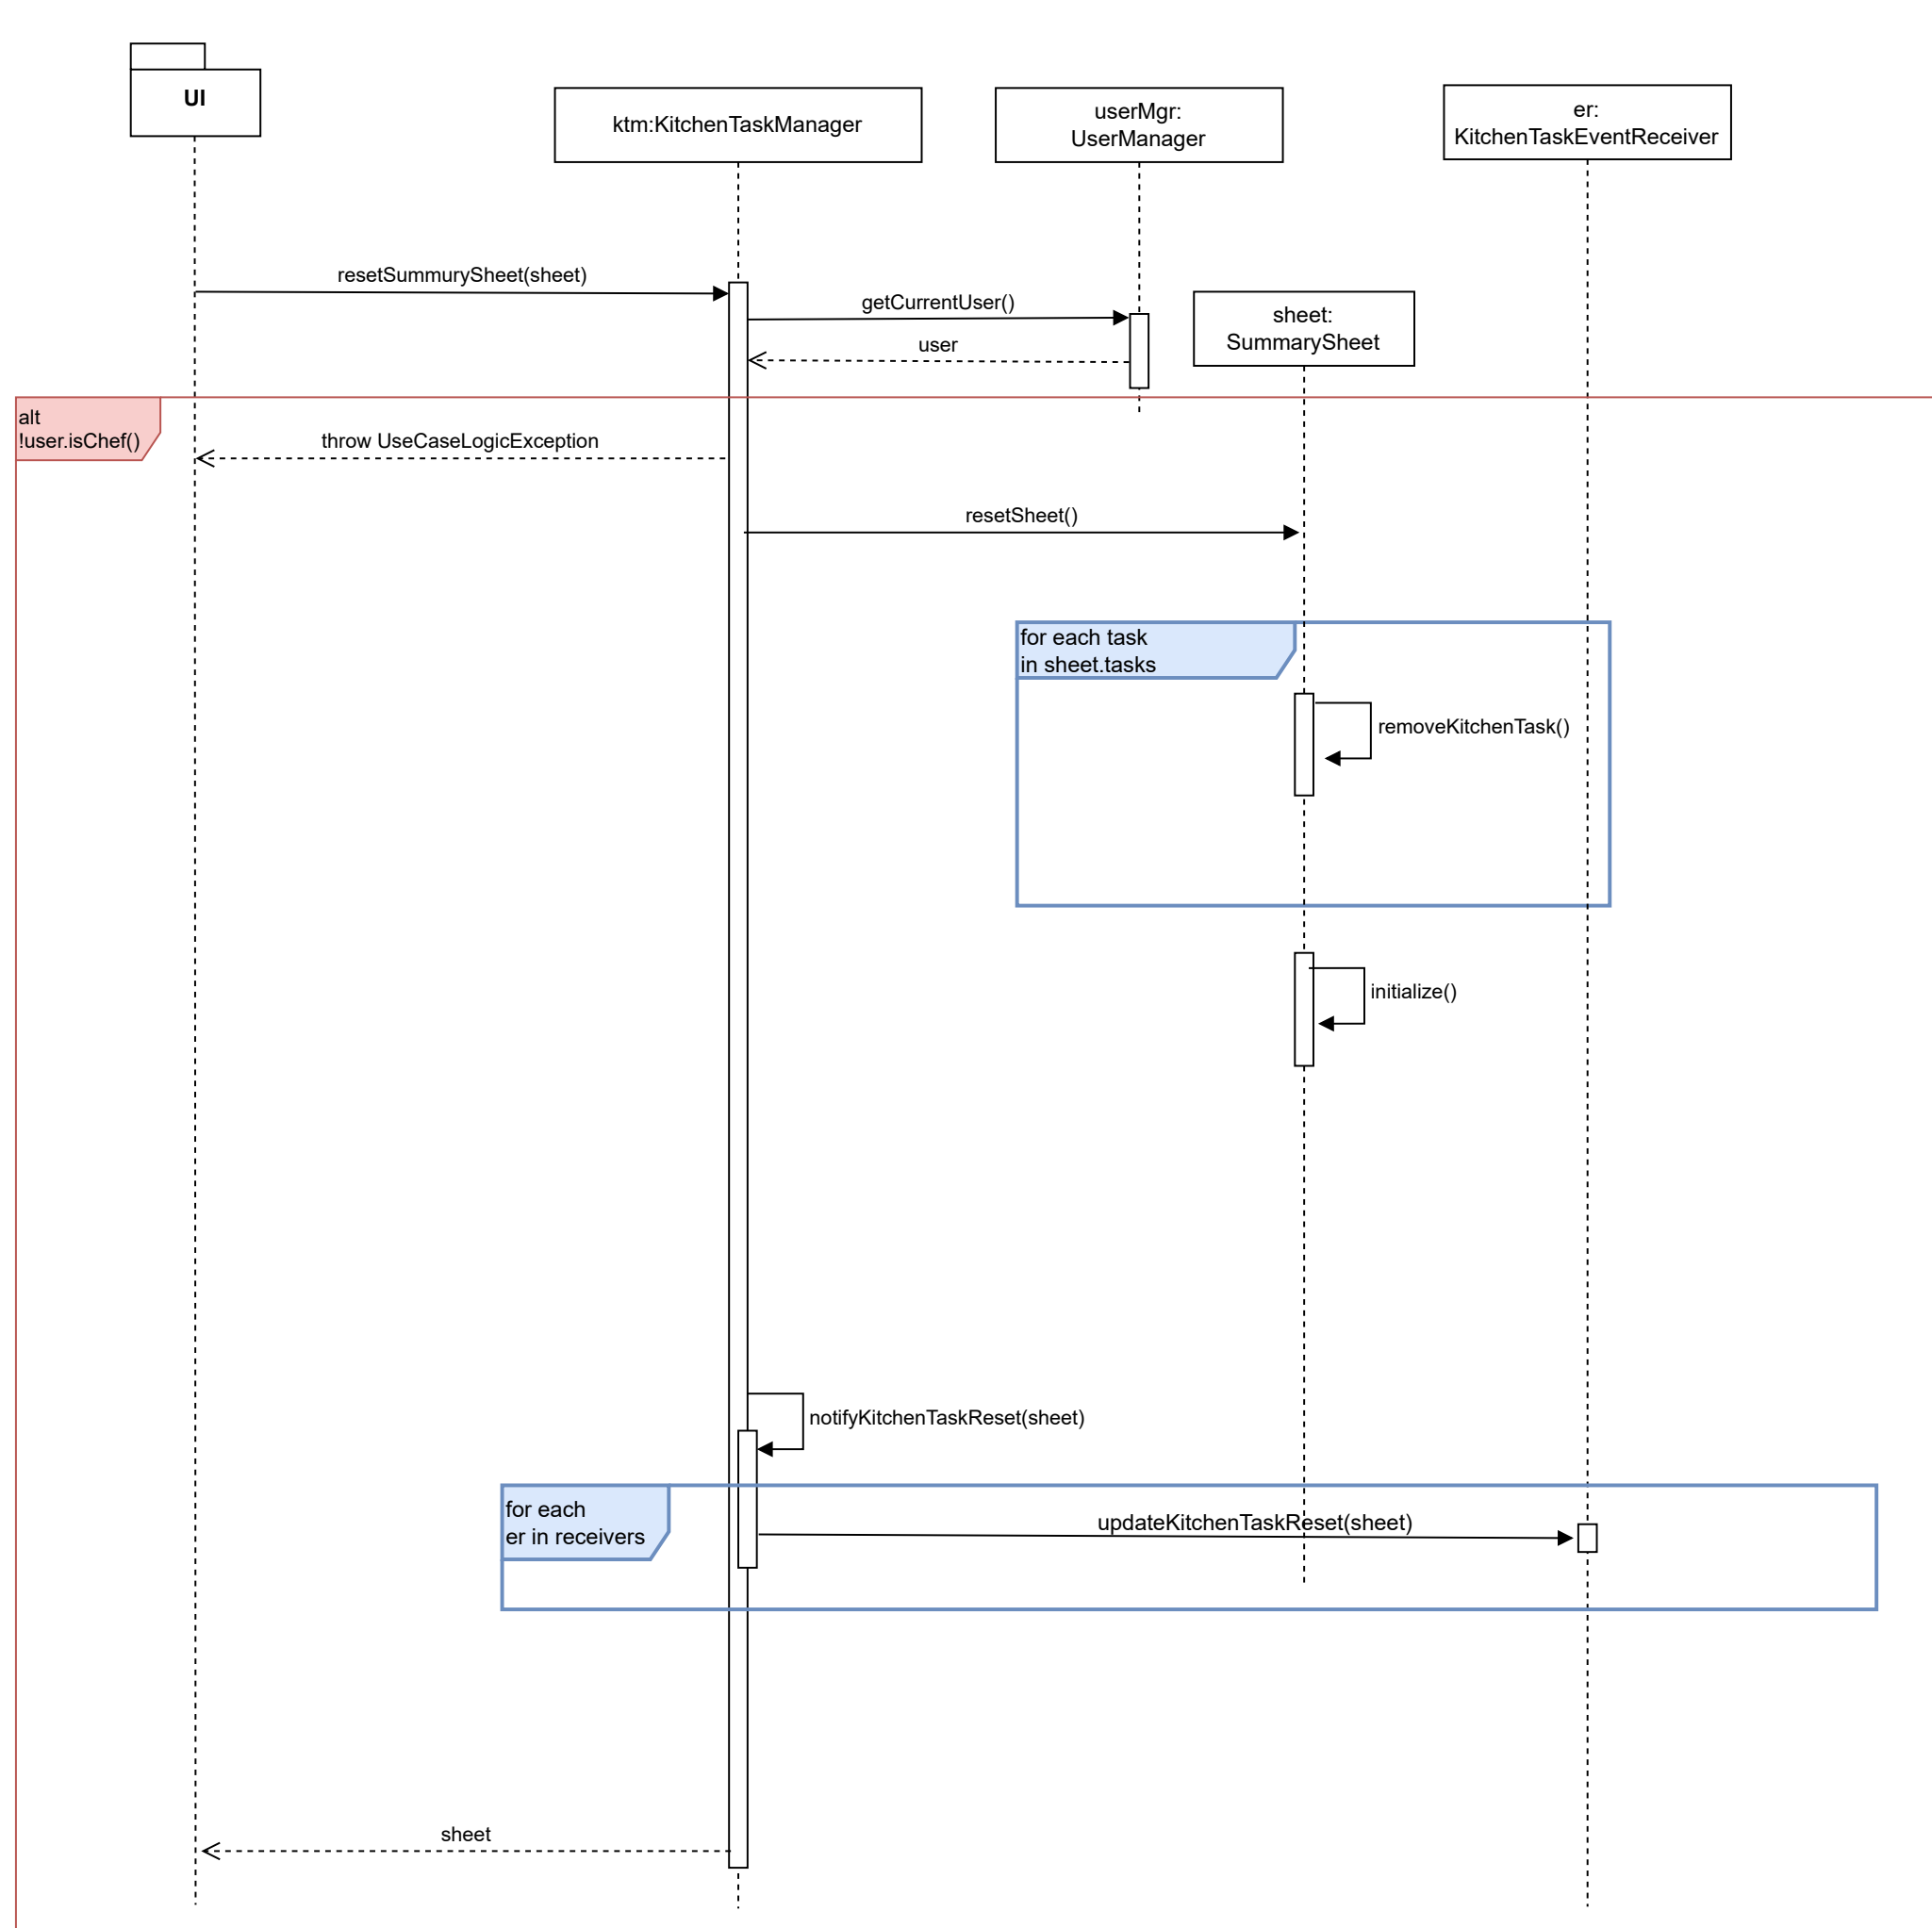 UI
ktm:KitchenTaskManager
userMgr:
UserManager
er:
KitchenTaskEventReceiver
resetSummurySheet(sheet)
getCurrentUser()
user
sheet:
SummarySheet
alt
!user.isChef()
throw UseCaseLogicException
resetSheet()
for each task
in sheet.tasks
removeKitchenTask()
initialize()
notifyKitchenTaskReset(sheet)
for each
er in receivers
updateKitchenTaskReset(sheet)
sheet